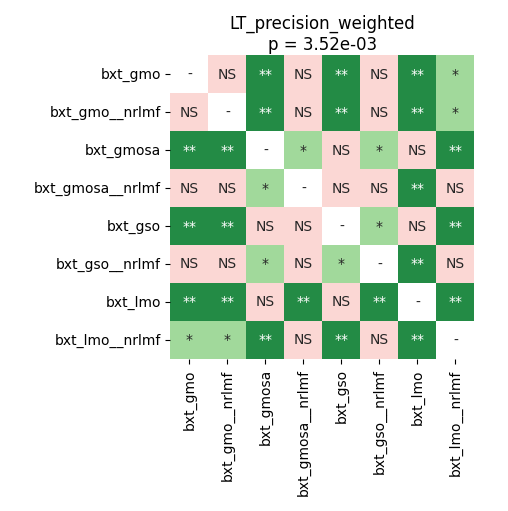 LT_precision_weighted
p = 3.52e-03
bxt_gmo - NS ** NS ** NS ** *
bxt_gmo__nrlmf NS - ** NS ** NS ** *
bxt_gmosa ** ** - * NS * NS **
bxt_gmosa__nrlmf NS NS * - NS NS ** NS
bxt_gso ** ** NS NS - * NS **
bxt_gso__nrlmf NS NS * NS * - ** NS
bxt_lmo ** ** NS ** NS ** - **
bxt_lmo__nrlmf * * ** NS ** NS ** -
bxt_gmo
bxt_gmo__nrlmf
bxt_gmosa
bxt_gmosa__nrlmf
bxt_gso
bxt_gso__nrlmf
bxt_lmo
bxt_lmo__nrlmf